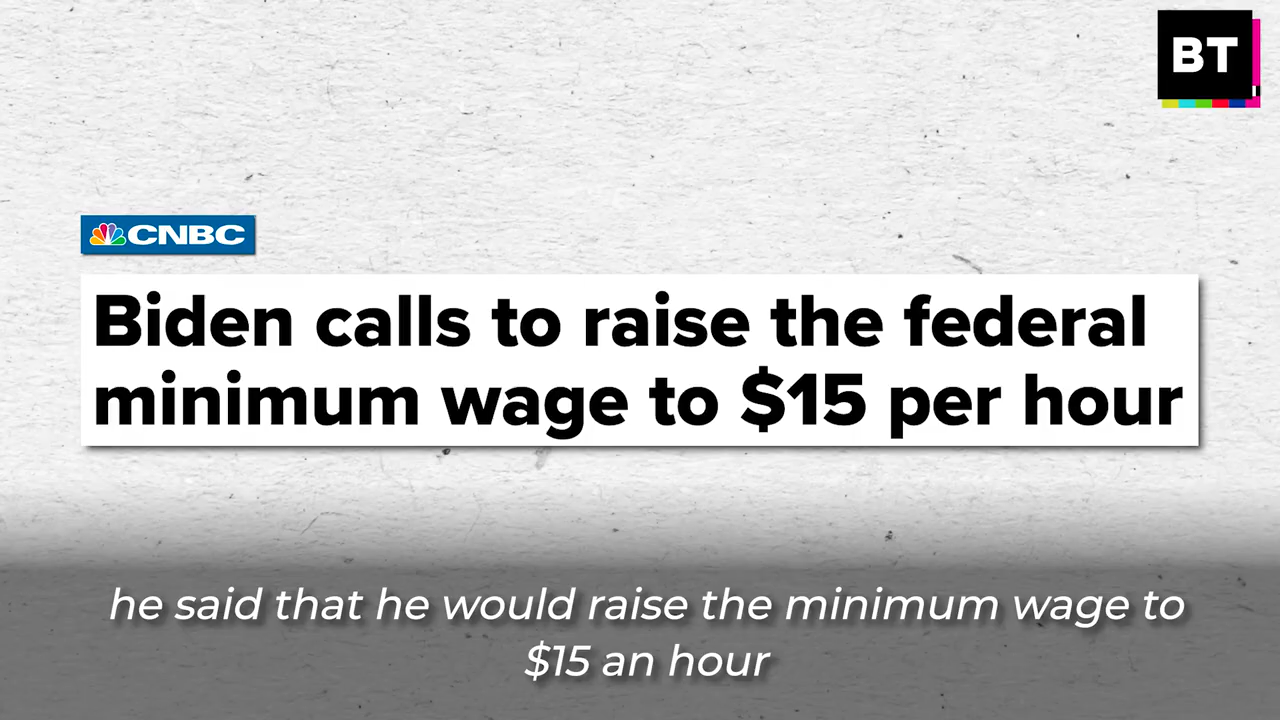 BT
CNBC
Biden calls to raise the federal
minimum wage to $15 per hour
he said that he would raise the minimum wage to
$15 an hour